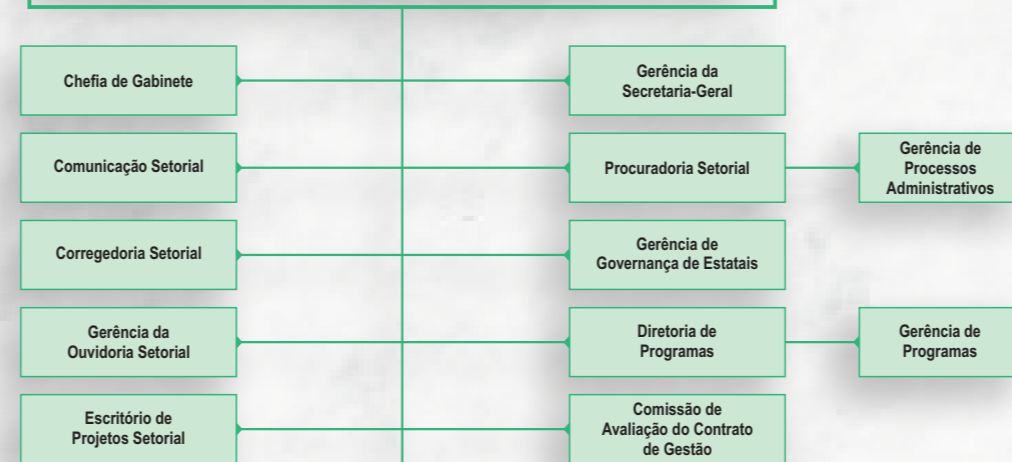 Chefia de Gabinete
Gerência da
Secretaria-Geral
Comunicação Setorial
Procuradoria Setorial
Gerência de
Processos
Administrativos
Corregedoria Setorial
Gerência de
Governança de Estatais
Gerência da
Ouvidoria Setorial
Diretoria de
Programas
Gerência de
Programas
Escritório de
Projetos Setorial
Comissão de
Avaliação do Contrato
de Gestão